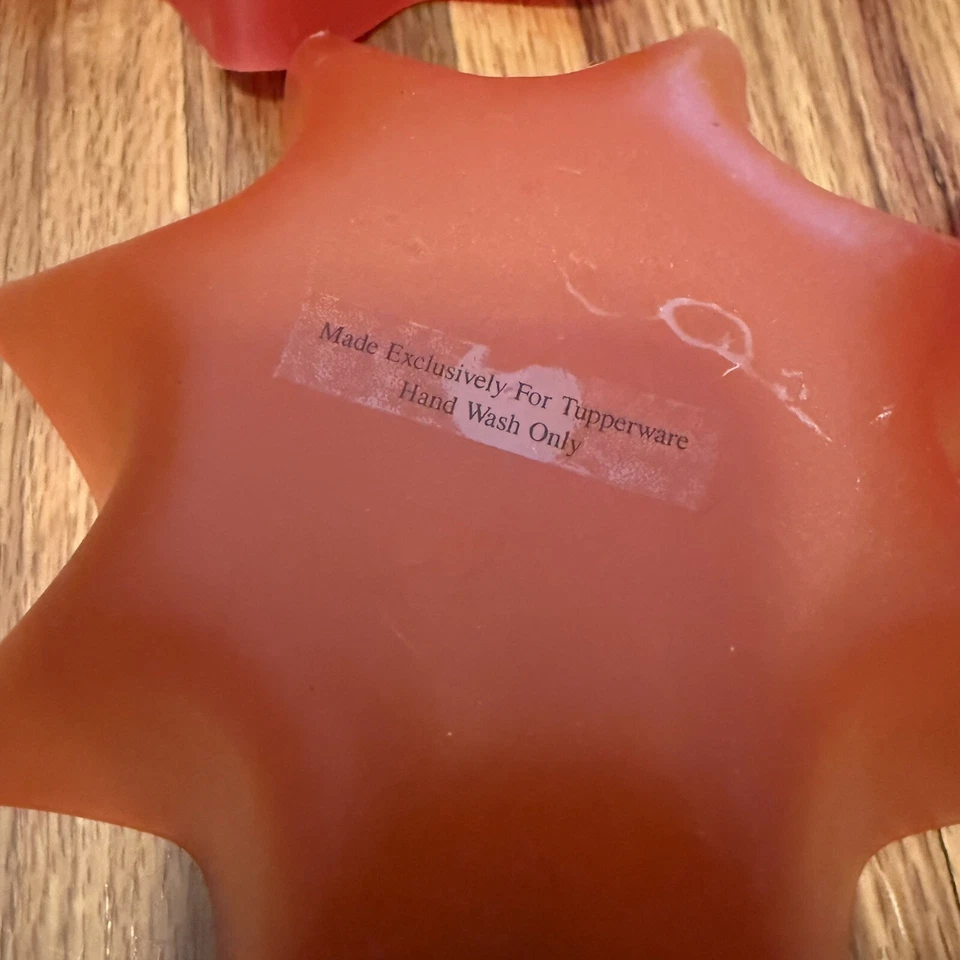 Made Exclusively For Tupperware
Hand Wash Only